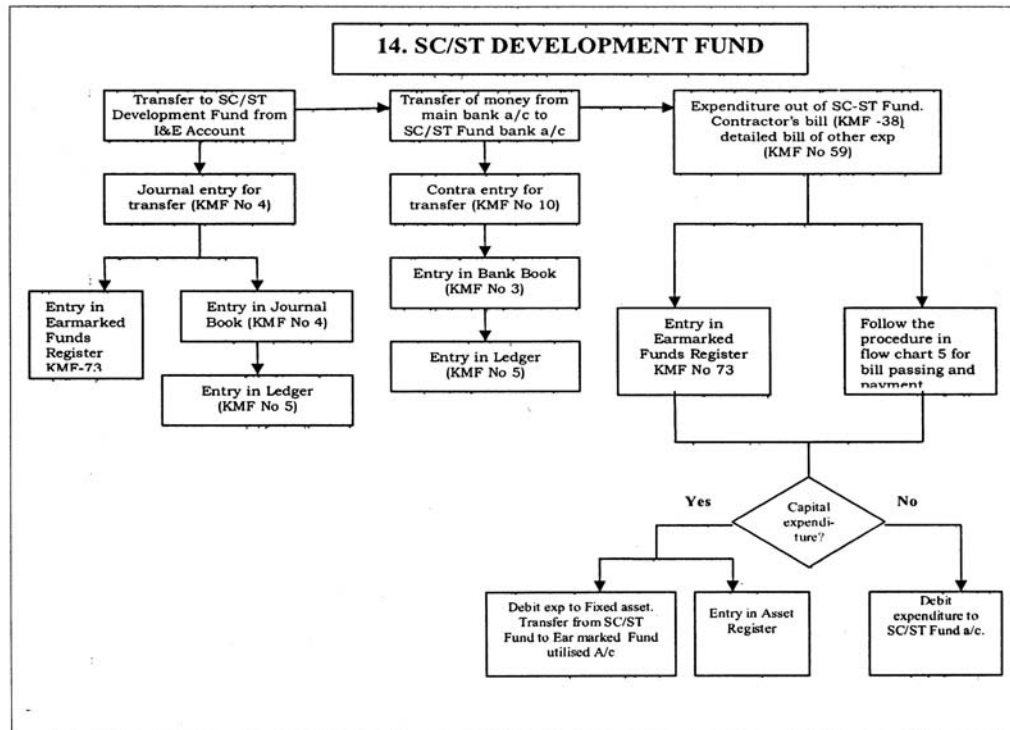 14. SC/ST DEVELOPMENT FUND
Transfer to SC/ST
Development Fund from
I&E Account
Transfer of money from
main bank a/c to
SC/ST Fund bank a/c
Expenditure out of SC-ST Fund.
Contractor's bill (KMF -38)
detailed bill of other exp
(KMF No 59)
Journal entry for
transfer (KMF No 4)
Contra entry for
transfer (KMF No 10)
Entry in
Earmarked
Funds
Register
KMF-73
Entry in Journal
Book (KMF No 4)
Entry in Bank Book
(KMF No 3)
Entry in Ledger
(KMF No 5)
Entry in Ledger
(KMF No 5)
Entry in
Earmarked
Funds Register
KMF No 73
Follow the
procedure in
flow chart 5 for
bill passing and
payment
Yes
Capital
expendi-
ture?
No
Debit exp to Fixed asset.
Transfer from SC/ST
Fund to Ear marked Fund
utilised A/c
Entry in Asset
Register
Debit
expenditure to
SC/ST Fund a/c.